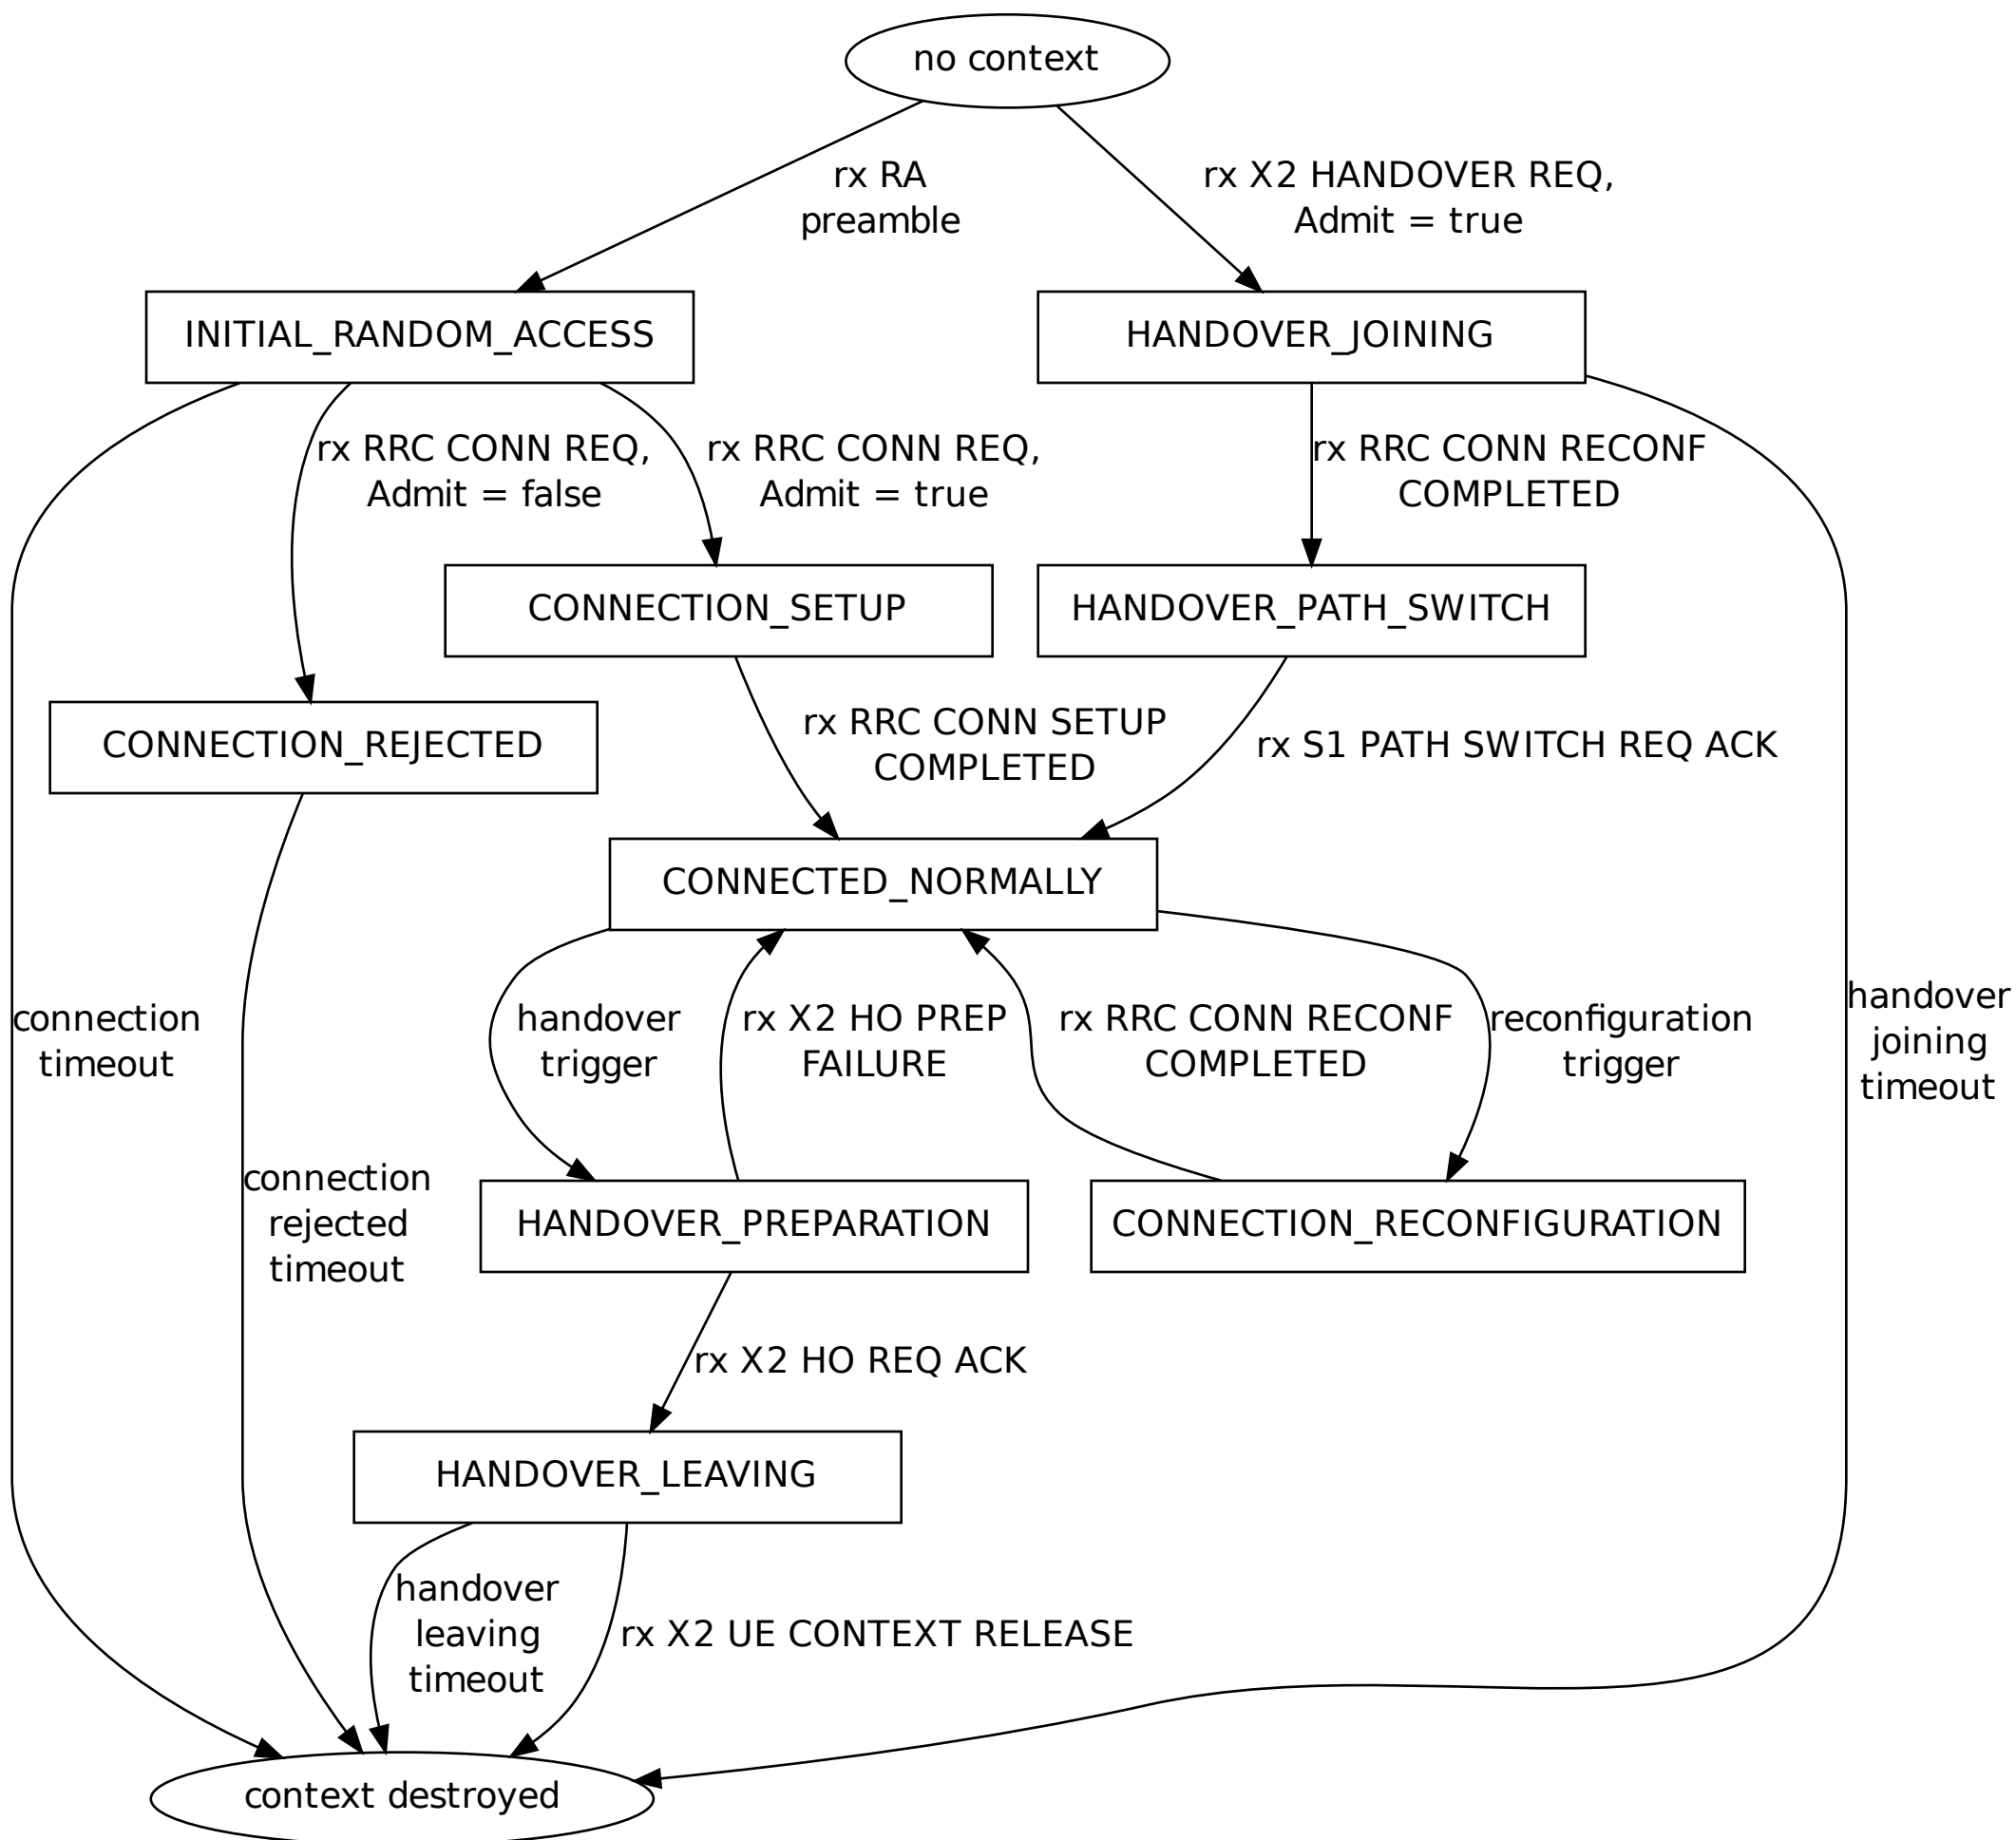 no context
rx RA
preamble
rx X2 HANDOVER REQ,
Admit = true
INITIAL_RANDOM_ACCESS
HANDOVER_JOINING
rx RRC CONN REQ,
Admit = false
rx RRC CONN REQ,
Admit = true
rx RRC CONN RECONF
COMPLETED
CONNECTION_SETUP
HANDOVER_PATH_SWITCH
CONNECTION_REJECTED
rx RRC CONN SETUP
COMPLETED
rx S1 PATH SWITCH REQ ACK
CONNECTED_NORMALLY
connection
timeout
handover
trigger
rx X2 HO PREP
FAILURE
rx RRC CONN RECONF
COMPLETED
reconfiguration
trigger
handover
joining
timeout
connection
rejected
timeout
HANDOVER_PREPARATION
CONNECTION_RECONFIGURATION
rx X2 HO REQ ACK
HANDOVER_LEAVING
handover
leaving
timeout
rx X2 UE CONTEXT RELEASE
context destroyed